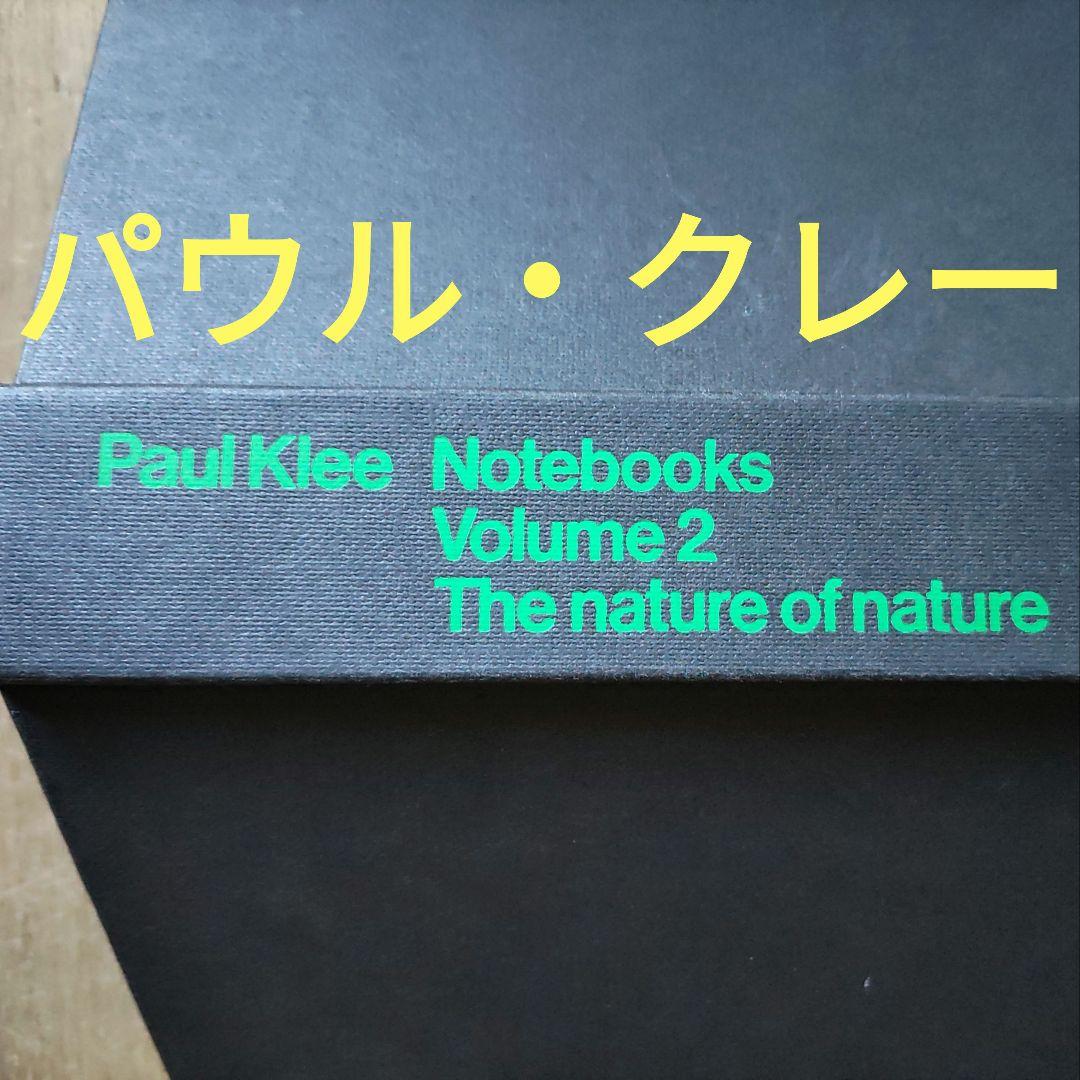 パウル・クレー
Paul Klee Notebooks
Volume 2
The nature of nature